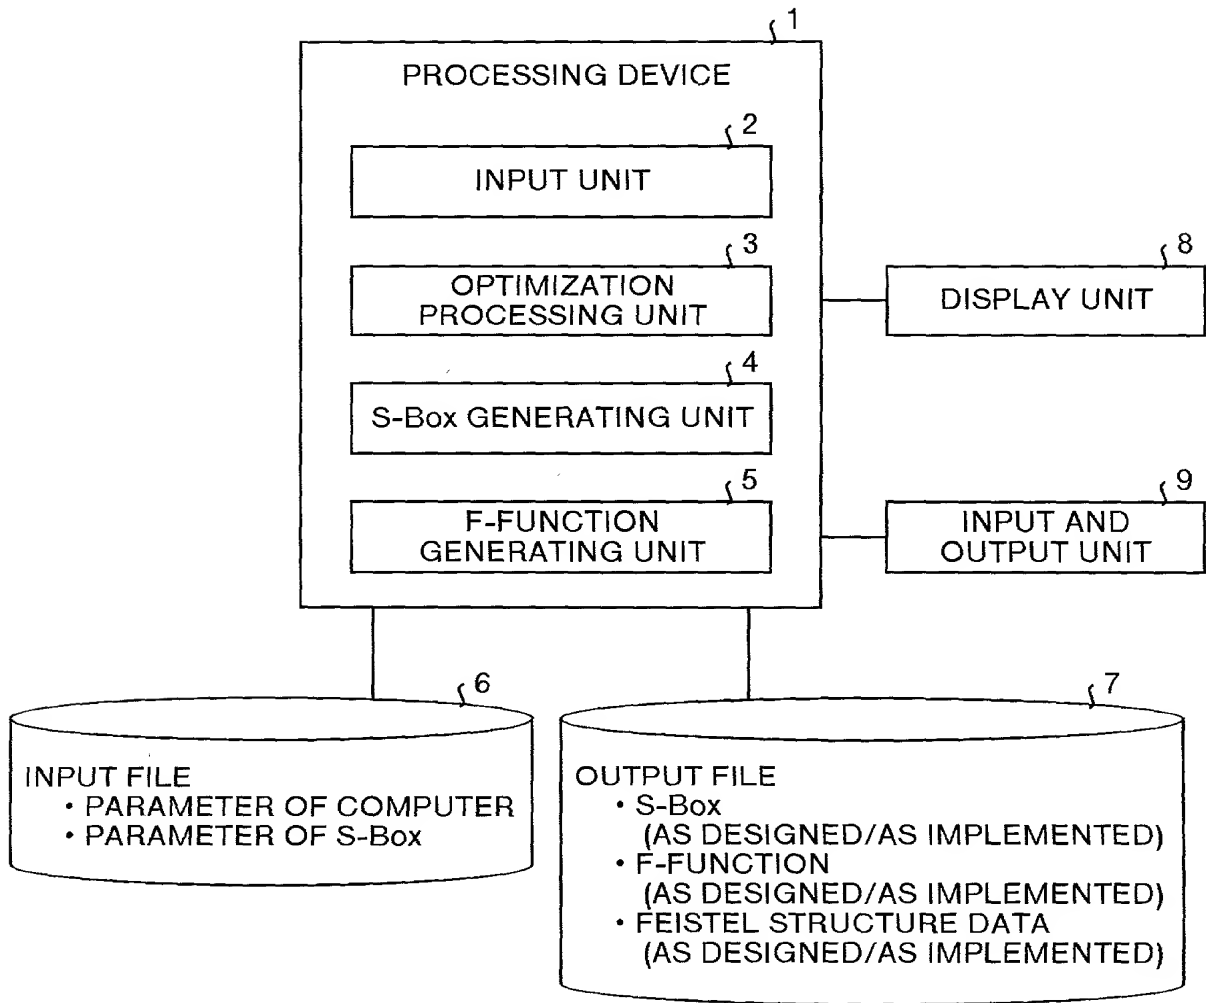 1
PROCESSING DEVICE
2
INPUT UNIT
3
OPTIMIZATION
PROCESSING UNIT
8
DISPLAY UNIT
4
S-Box GENERATING UNIT
5
F-FUNCTION
GENERATING UNIT
9
INPUT AND
OUTPUT UNIT
6
INPUT FILE
・PARAMETER OF COMPUTER
・PARAMETER OF S-Box
7
OUTPUT FILE
・S-Box
(AS DESIGNED/AS IMPLEMENTED)
・F-FUNCTION
(AS DESIGNED/AS IMPLEMENTED)
・FEISTEL STRUCTURE DATA
(AS DESIGNED/AS IMPLEMENTED)